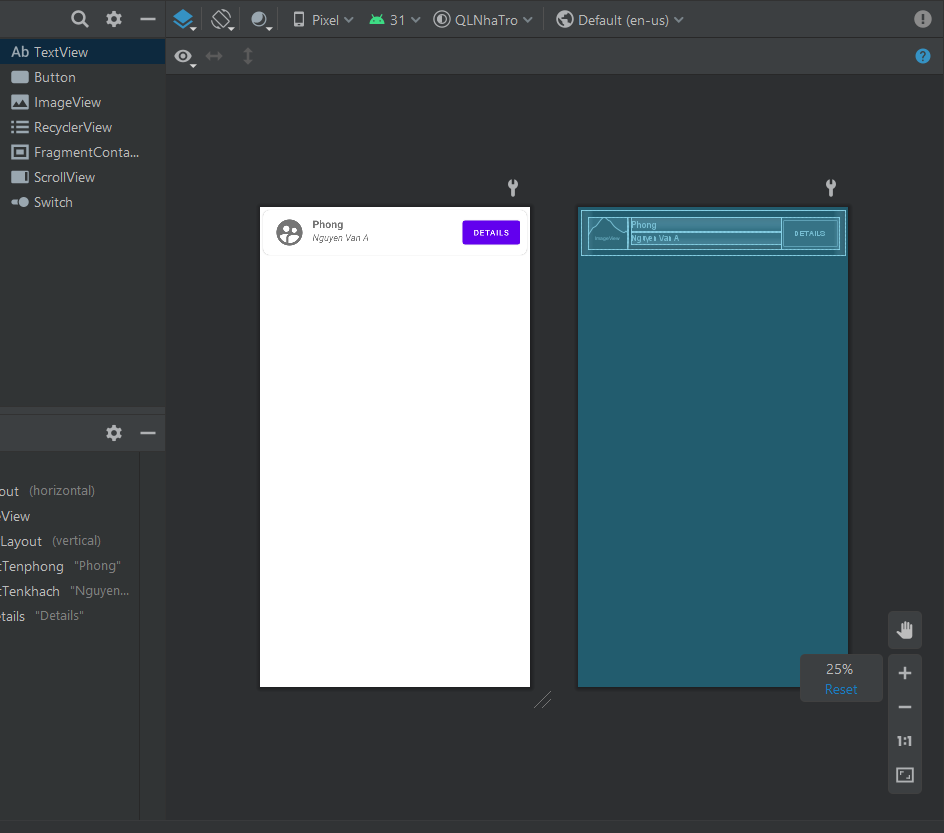 Pixel 31 QLNhaTro Default (en-us)
?
Ab TextView
Button
ImageView
RecyclerView
FragmentConta...
ScrollView
Switch
Phong
Nguyen Van A
DETAILS
Phong
Nguyen Van A
ImageView
DETAILS
out (horizontal)
View
Layout (vertical)
tTenphong "Phong"
tTenkhach "Nguyen...
etails "Details"
25%
Reset
1:1